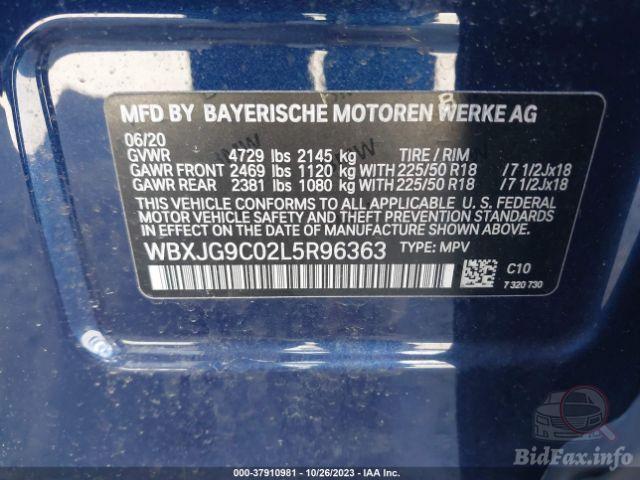 MFD BY BAYERISCHE MOTOREN WERKE AG
06/20
GVWR 4729 lbs 2145 kg TIRE / RIM
GAWR FRONT 2469 lbs 1120 kg WITH 225/50 R18 /7 1/2Jx18
GAWR REAR 2381 lbs 1080 kg WITH 225/50 R18 /7 1/2Jx18
THIS VEHICLE CONFORMS TO ALL APPLICABLE U. S. FEDERAL
MOTOR VEHICLE SAFETY, BUMPER, AND THEFT PREVENTION STANDARDS
IN EFFECT ON THE DATE OF MANUFACTURE SHOWN ABOVE.
WBXJG9C02L5R96363 TYPE: MPV
C10
7 320 730
000-37910981 - 10/26/2023 - IAA Inc.
BidFax.info